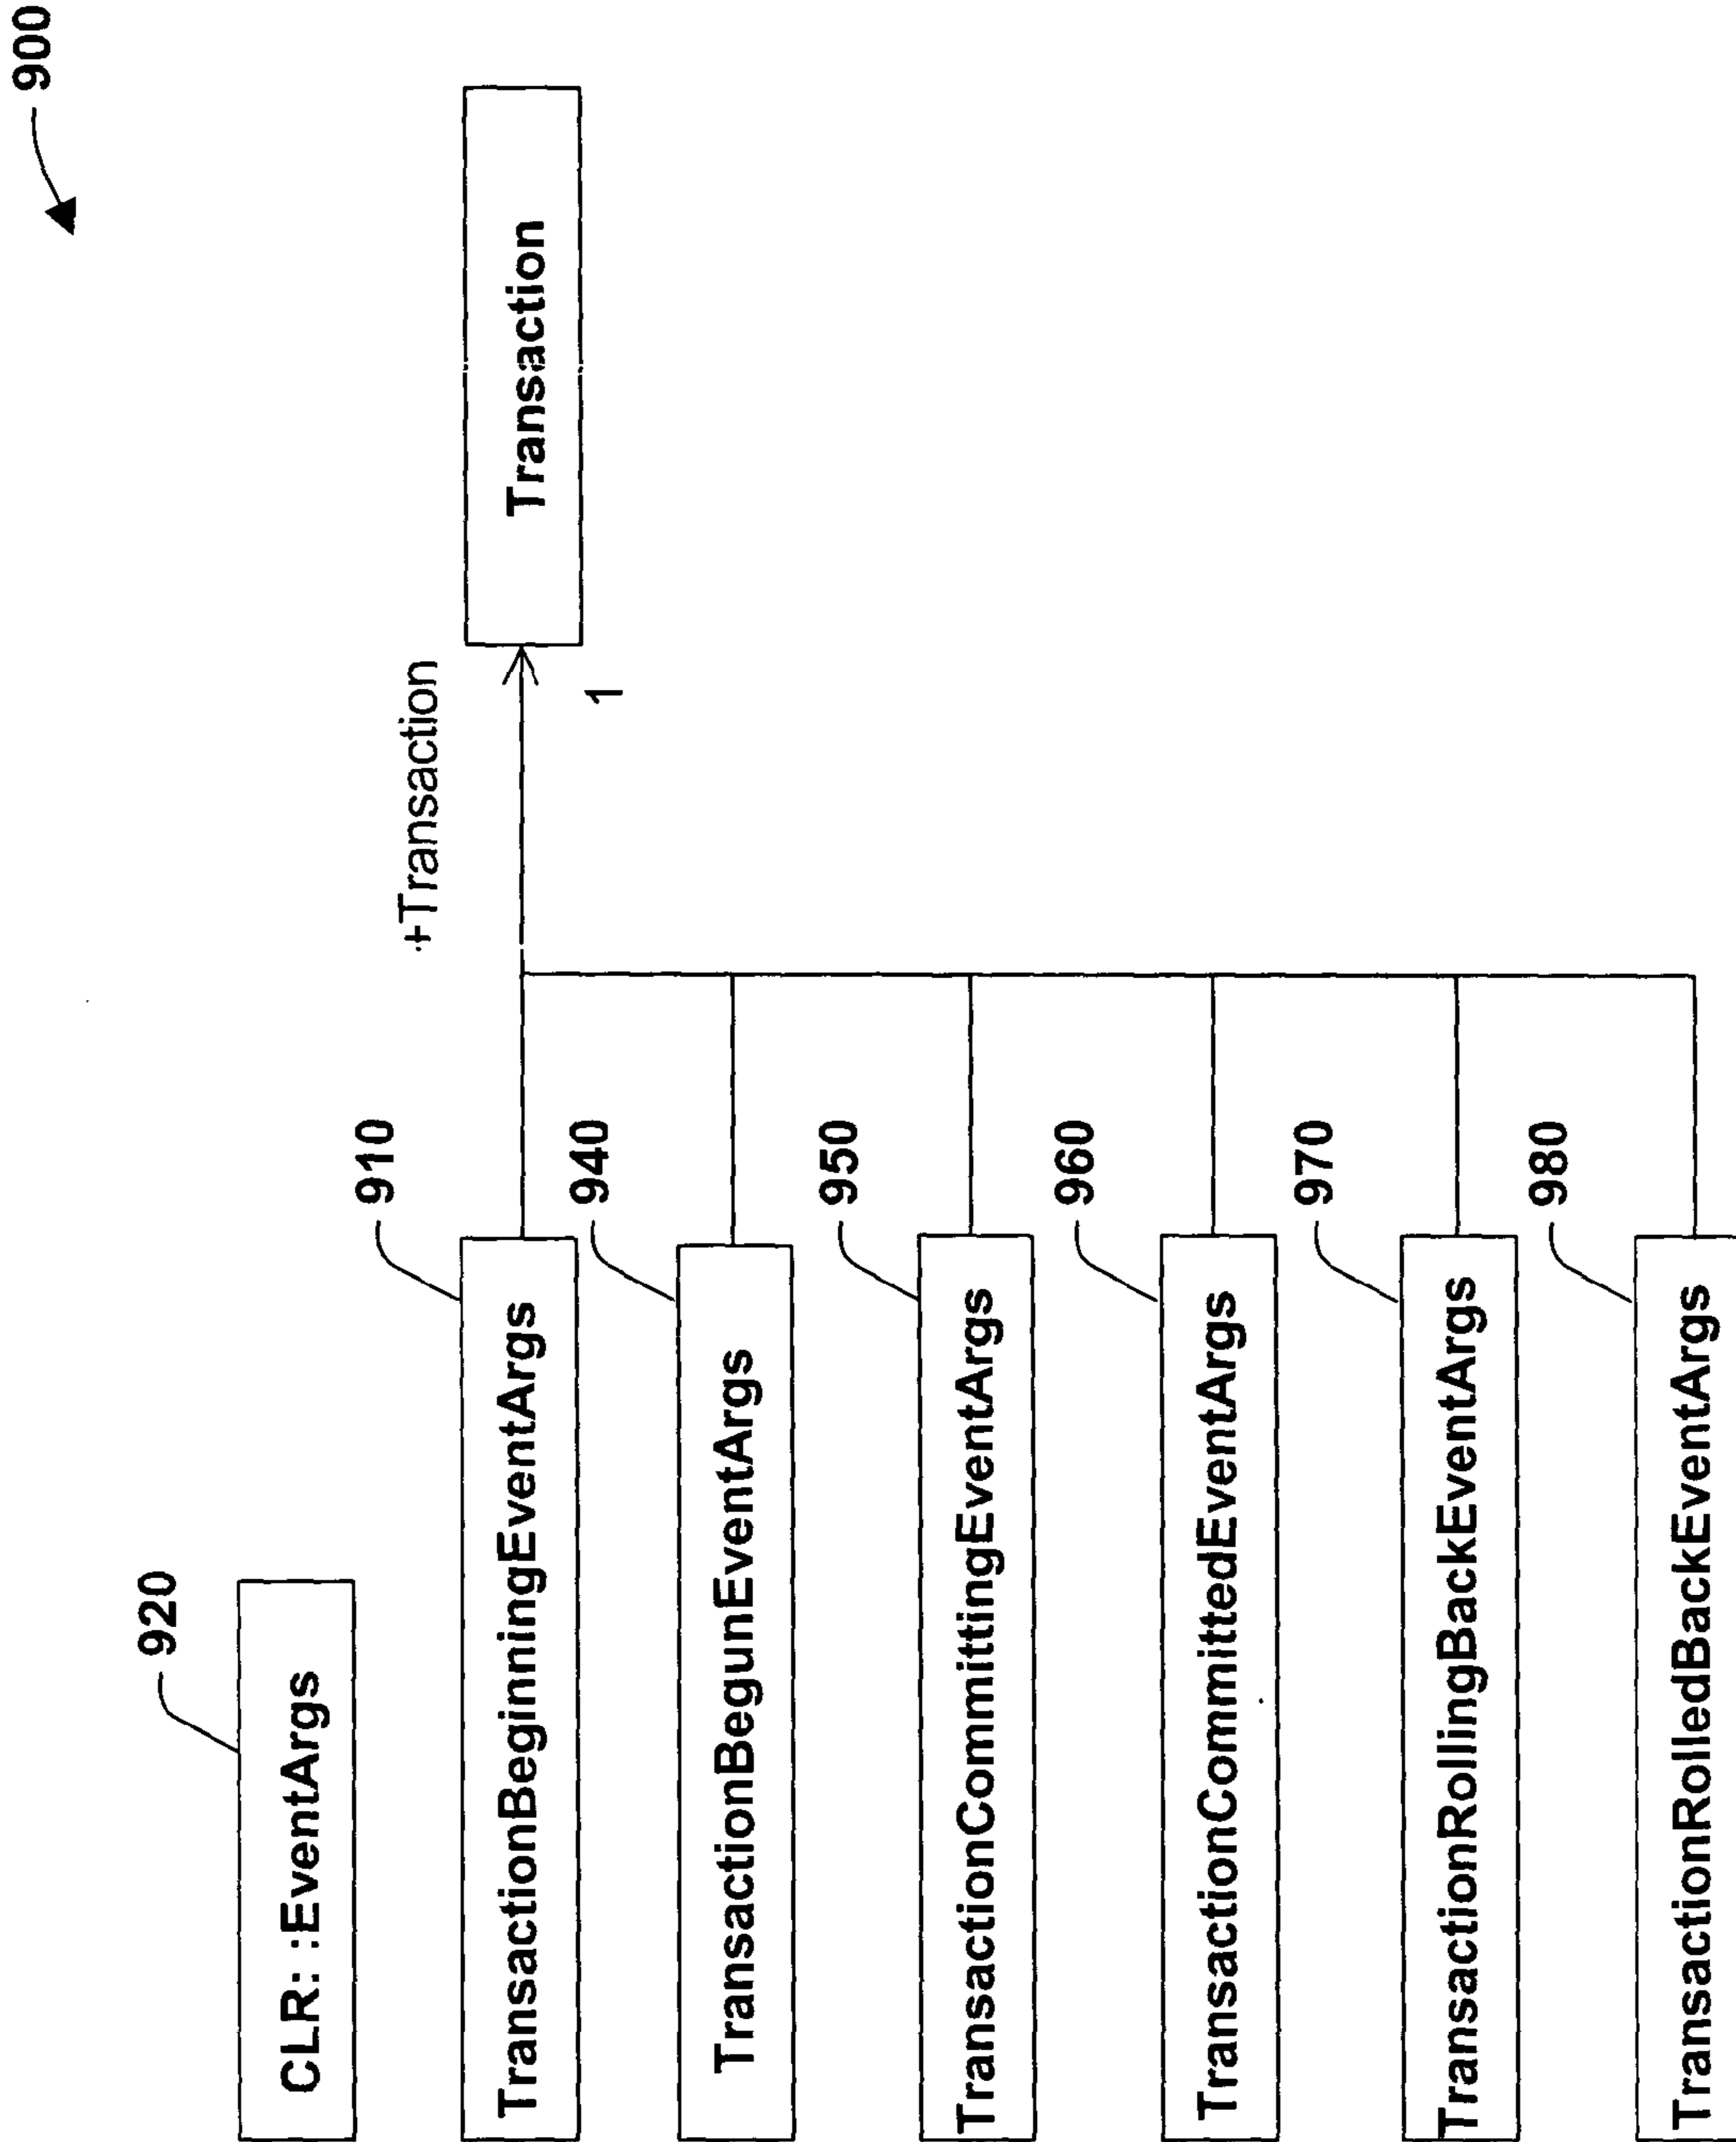 900
920
CLR: :EventArgs
910
TransactionBeginningEventArgs
+Transaction
1
Transaction
940
TransactionBegunEventArgs
950
TransactionCommittingEventArgs
960
TransactionCommittedEventArgs
970
TransactionRollingBackEventArgs
980
TransactionRolledBackEventArgs